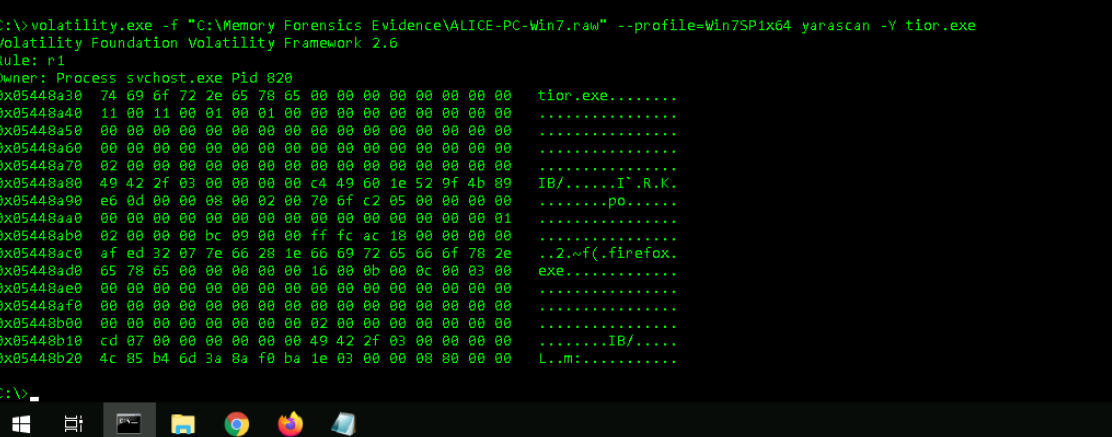 C:\>volatility.exe -f "C:\Memory Forensics Evidence\ALICE-PC-Win7.raw" --profile=Win7SP1x64 yarascan -Y tior.exe
Volatility Foundation Volatility Framework 2.6
Rule: r1
Owner: Process svchost.exe Pid 820
0x05448a30  74 69 6f 72 2e 65 78 65 00 00 00 00 00 00 00 00   tior.exe........
0x05448a40  11 00 11 00 01 00 01 00 00 00 00 00 00 00 00 00   ................
0x05448a50  00 00 00 00 00 00 00 00 00 00 00 00 00 00 00 00   ................
0x05448a60  00 00 00 00 00 00 00 00 00 00 00 00 00 00 00 00   ................
0x05448a70  02 00 00 00 00 00 00 00 00 00 00 00 00 00 00 00   ................
0x05448a80  49 42 2f 03 00 00 00 00 c4 49 60 1e 52 9f 4b 89   IB/......I`.R.K.
0x05448a90  e6 0d 00 00 08 00 02 00 70 6f c2 05 00 00 00 00   ........po......
0x05448aa0  00 00 00 00 00 00 00 00 00 00 00 00 00 00 00 01   ................
0x05448ab0  02 00 00 00 bc 09 00 00 ff fc ac 18 00 00 00 00   ................
0x05448ac0  af ed 32 07 7e 66 28 1e 66 69 72 65 66 6f 78 2e   ..2.~f(.firefox.
0x05448ad0  65 78 65 00 00 00 00 00 16 00 0b 00 0c 00 03 00   exe.............
0x05448ae0  00 00 00 00 00 00 00 00 00 00 00 00 00 00 00 00   ................
0x05448af0  00 00 00 00 00 00 00 00 00 00 00 00 00 00 00 00   ................
0x05448b00  00 00 00 00 00 00 00 00 02 00 00 00 00 00 00 00   ................
0x05448b10  cd 07 00 00 00 00 00 00 49 42 2f 03 00 00 00 00   ........IB/.....
0x05448b20  4c 85 b4 6d 3a 8a f0 ba 1e 03 00 00 08 80 00 00   L..m:...........
C:\>_